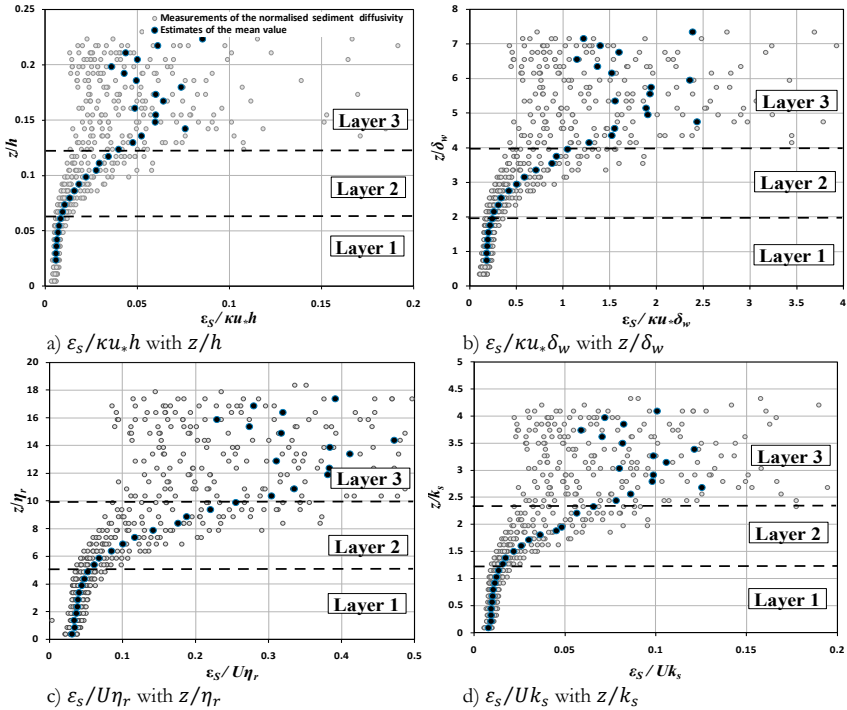 Measurements of the normalised sediment diffusivity
Estimates of the mean value
0.25
0.2
0.15
0.1
0.05
0
z/h
Layer 3
Layer 2
Layer 1
0
0.05
0.1
0.15
0.2
εS / κu*h
a) εs/κu*h with z/h
8
7
6
5
4
3
2
1
0
z/δw
Layer 3
Layer 2
Layer 1
0
0.5
1
1.5
2
2.5
3
3.5
4
εS / κu*δw
b) εs/κu*δw with z/δw
20
18
16
14
12
10
8
6
4
2
0
z/ηr
Layer 3
Layer 2
Layer 1
0
0.1
0.2
0.3
0.4
0.5
εS / Uηr
c) εs/Uηr with z/ηr
5
4.5
4
3.5
3
2.5
2
1.5
1
0.5
0
z/ks
Layer 3
Layer 2
Layer 1
0
0.05
0.1
0.15
0.2
εS / Uks
d) εs/Uks with z/ks